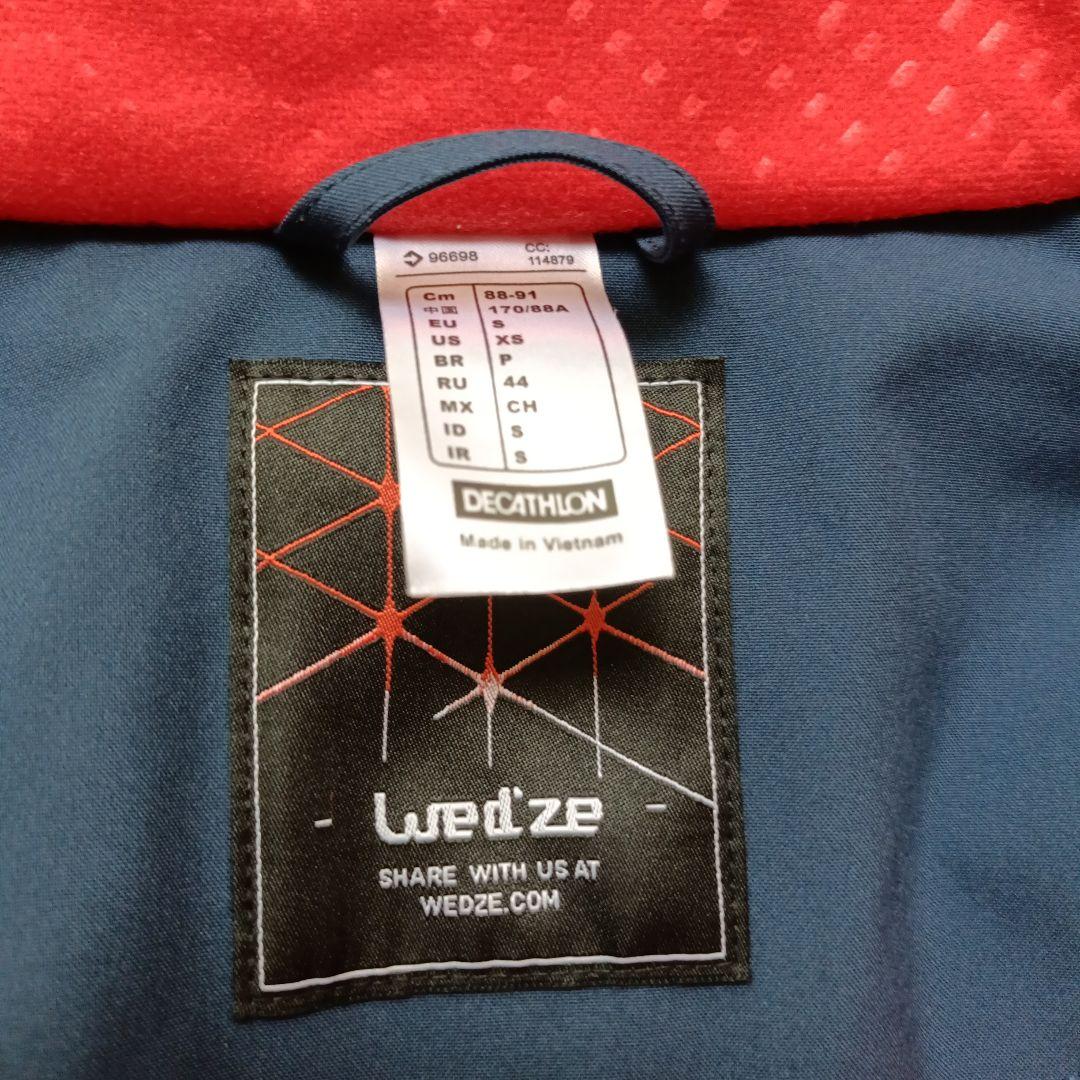 96698 CC: 114879
Cm 88-91
中国 170/88A
EU S
US XS
BR P
RU 44
MX CH
ID S
IR S
DECATHLON
Made in Vietnam
- Wed'ze -
SHARE WITH US AT
WEDZE.COM